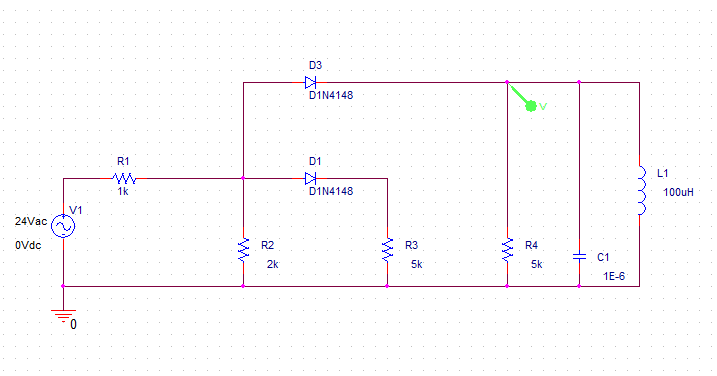 D3
D1N4148
V
R1
1k
D1
D1N4148
L1
100uH
V1
24Vac
0Vdc
R2
2k
R3
5k
R4
5k
C1
1E-6
0